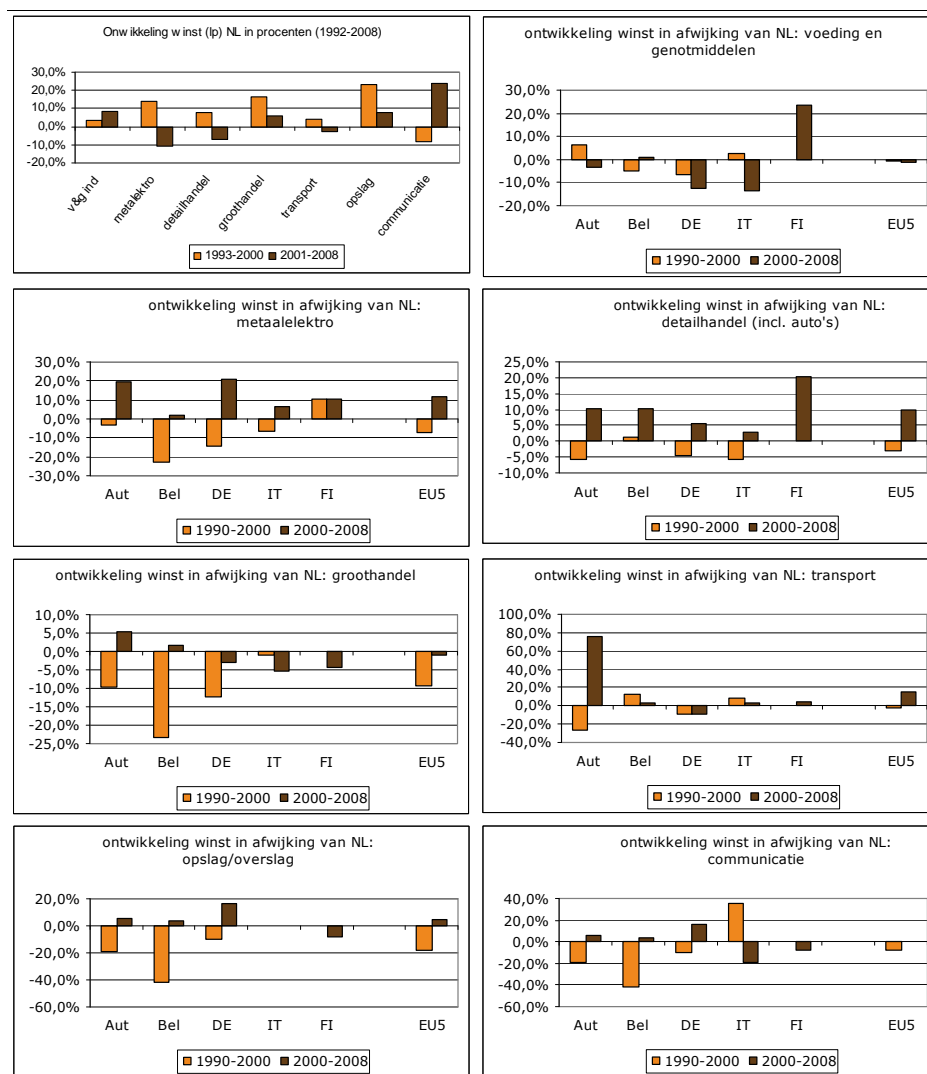 Onwikkeling winst (lp) NL in procenten (1992-2008)
30,0%
20,0%
10,0%
0,0%
-10,0%
-20,0%
v&g ind
metalektro
detailhandel
groothandel
transport
opslag
communicatie
1993-2000 2001-2008
ontwikkeling winst in afwijking van NL: voeding en
genotmiddelen
30,0%
20,0%
10,0%
0,0%
-10,0%
-20,0%
Aut Bel DE IT FI EU5
1990-2000 2000-2008
ontwikkeling winst in afwijking van NL:
metaalelektro
30,0%
20,0%
10,0%
0,0%
-10,0%
-20,0%
-30,0%
Aut Bel DE IT FI EU5
1990-2000 2000-2008
ontwikkeling winst in afwijking van NL:
detailhandel (incl. auto's)
25,0%
20,0%
15,0%
10,0%
5,0%
0,0%
-5,0%
-10,0%
Aut Bel DE IT FI EU5
1990-2000 2000-2008
ontwikkeling winst in afwijking van NL: groothandel
10,0%
5,0%
0,0%
-5,0%
-10,0%
-15,0%
-20,0%
-25,0%
Aut Bel DE IT FI EU5
1990-2000 2000-2008
ontwikkeling winst in afwijking van NL: transport
100,0%
80,0%
60,0%
40,0%
20,0%
0,0%
-20,0%
-40,0%
Aut Bel DE IT FI EU5
1990-2000 2000-2008
ontwikkeling winst in afwijking van NL:
opslag/overslag
20,0%
0,0%
-20,0%
-40,0%
-60,0%
Aut Bel DE IT FI EU5
1990-2000 2000-2008
ontwikkeling winst in afwijking van NL:
communicatie
40,0%
20,0%
0,0%
-20,0%
-40,0%
-60,0%
Aut Bel DE IT FI EU5
1990-2000 2000-2008